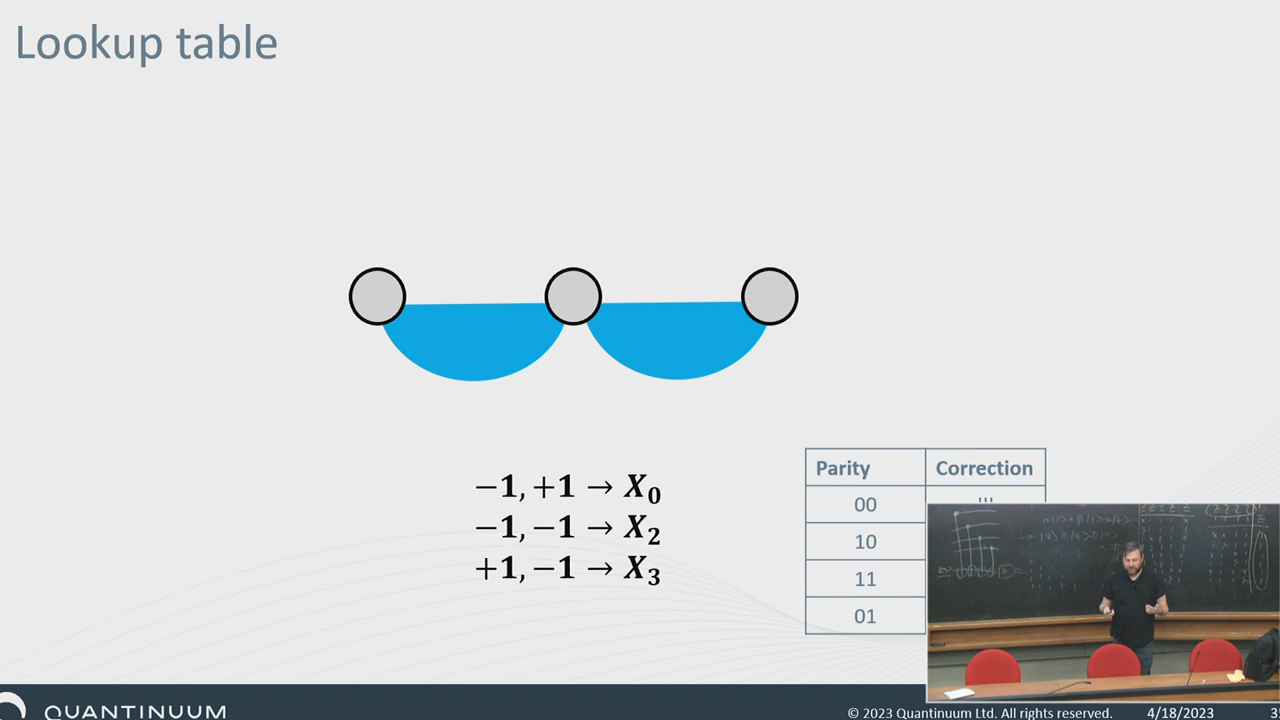 Lookup table
−1, +1 → X₀
−1, −1 → X₂
+1, −1 → X₃
Parity Correction
00 III
10
11
01
QUANTINUUM
© 2023 Quantinuum Ltd. All rights reserved. 4/18/2023